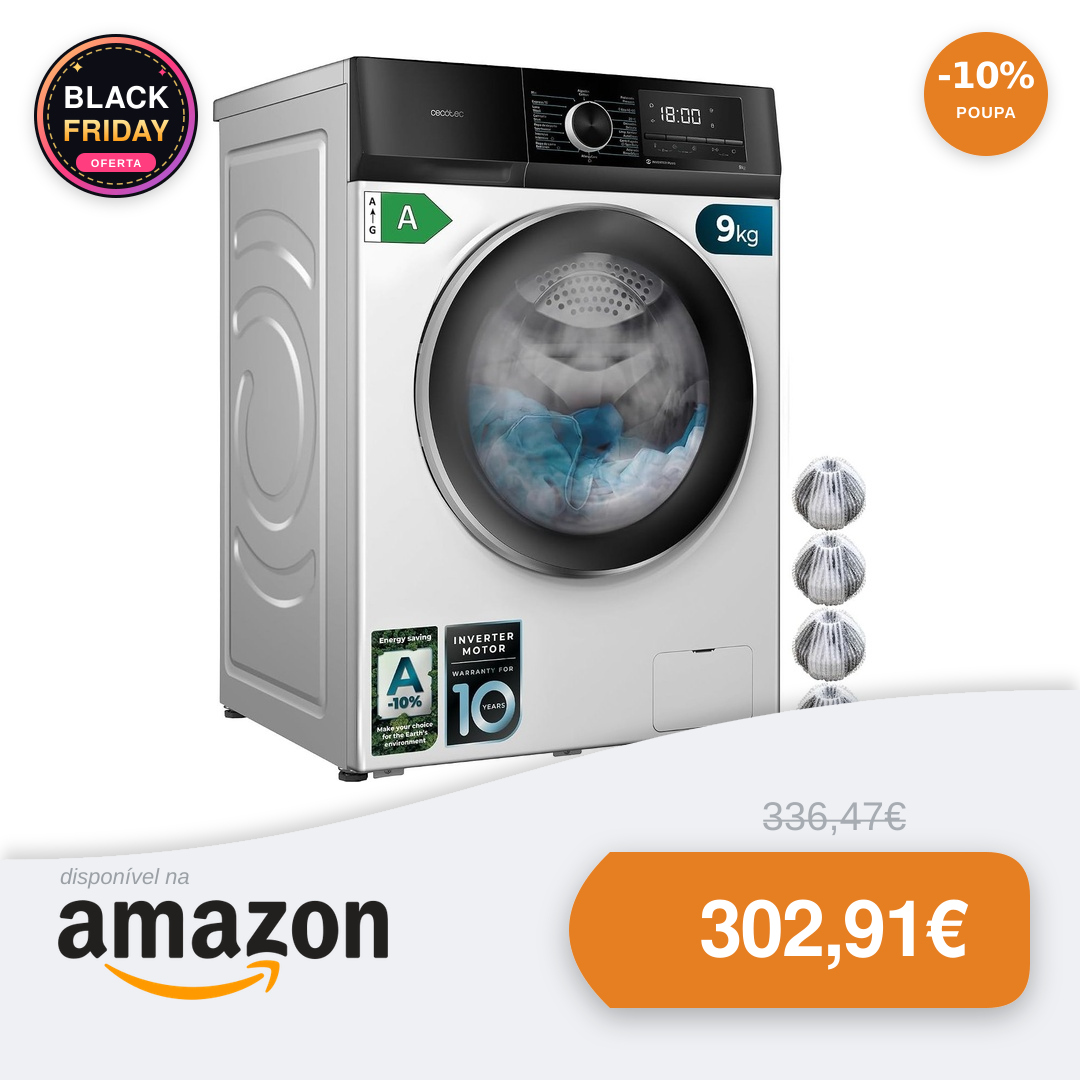 BLACK
FRIDAY
OFERTA
-10%
POUPA
cecotec
18:00
A
G
A
9kg
Energy saving
A
-10%
Make your choice
for the Earth's
environment
INVERTER
MOTOR
WARRANTY FOR
10 YEARS
336,47€
302,91€
disponível na
amazon